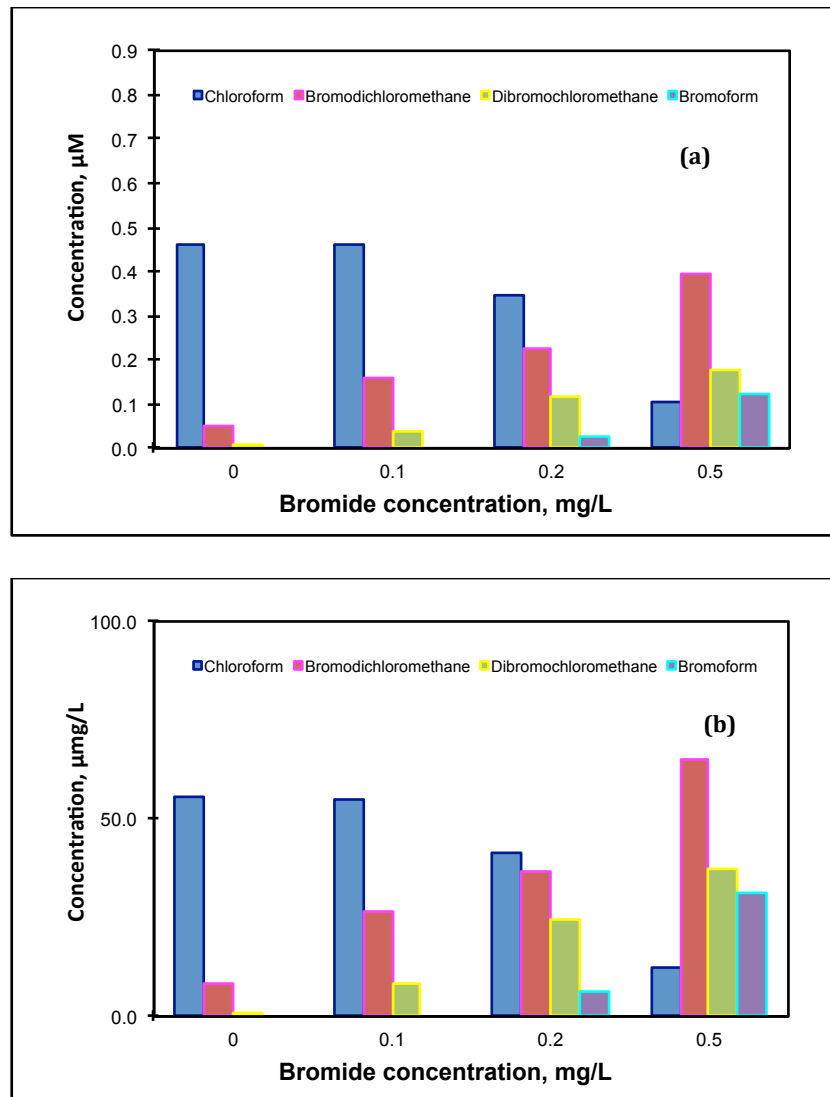 0.9
Chloroform Bromodichloromethane Dibromochloromethane Bromoform
0.8
0.7
(a)
0.6
0.5
0.4
0.3
0.2
0.1
0.0
Concentration, µM
0 0.1 0.2 0.5
Bromide concentration, mg/L
100.0
Chloroform Bromodichloromethane Dibromochloromethane Bromoform
(b)
50.0
0.0
Concentration, µmg/L
0 0.1 0.2 0.5
Bromide concentration, mg/L